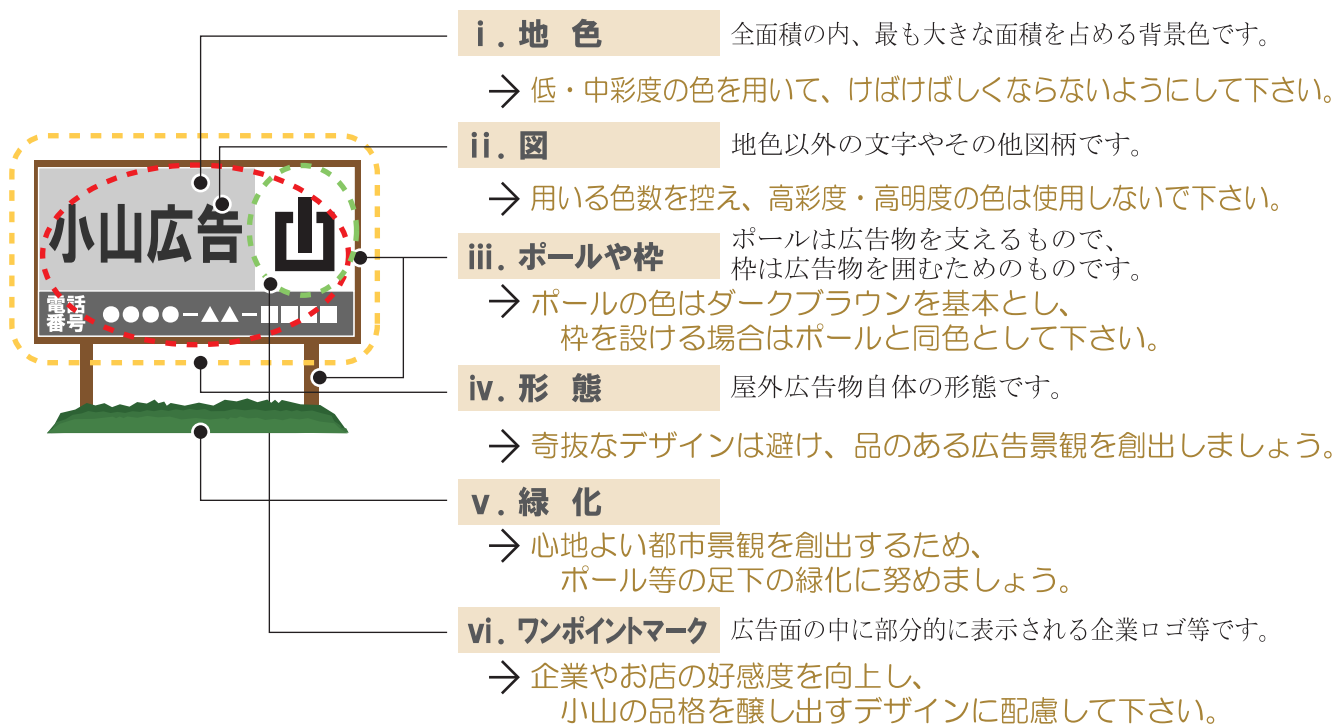 ⅰ. 地 色
全面積の内、最も大きな面積を占める背景色です。
→ 低・中彩度の色を用いて、けばけばしくならないようにして下さい。
ⅱ. 図
地色以外の文字やその他図柄です。
→ 用いる色数を控え、高彩度・高明度の色は使用しないで下さい。
ⅲ. ポールや枠
ポールは広告物を支えるもので、
枠は広告物を囲むためのものです。
→ ポールの色はダークブラウンを基本とし、
枠を設ける場合はポールと同色として下さい。
ⅳ. 形 態
屋外広告物自体の形態です。
→ 奇抜なデザインは避け、品のある広告景観を創出しましょう。
ⅴ. 緑 化
→ 心地よい都市景観を創出するため、
ポール等の足下の緑化に努めましょう。
ⅵ. ワンポイントマーク
広告面の中に部分的に表示される企業ロゴ等です。
→ 企業やお店の好感度を向上し、
小山の品格を醸し出すデザインに配慮して下さい。
小山広告
山
電話
番号
●●●●−▲▲−■■■■